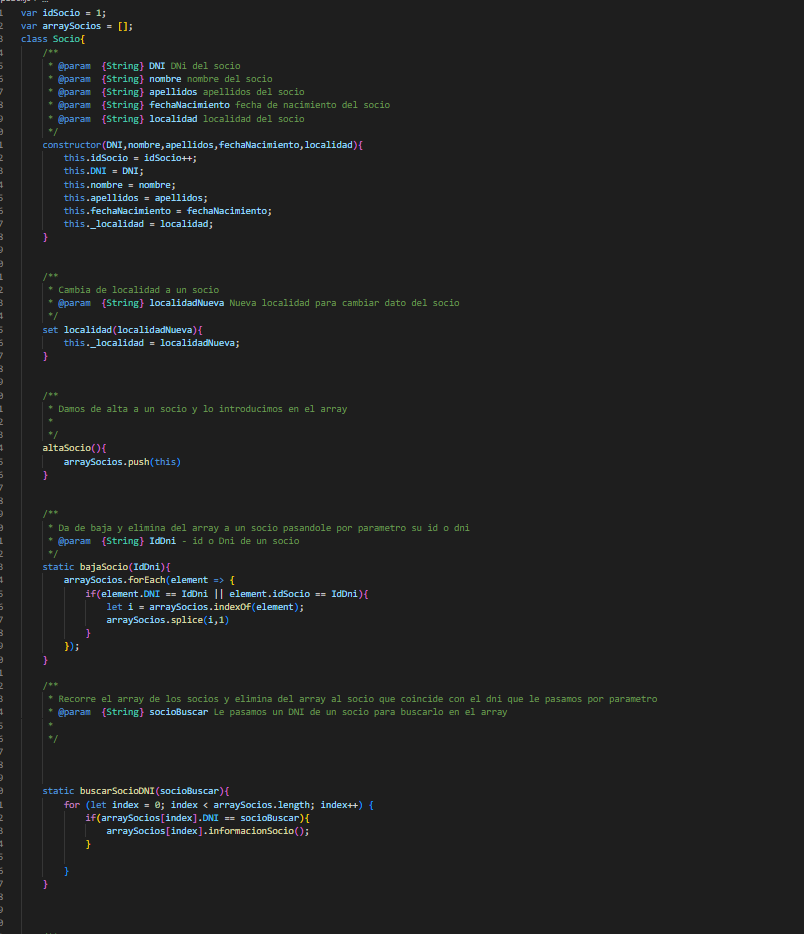 var idSocio = 1;
var arraySocios = [];
class Socio{
/**
* @param {String} DNI DNi del socio
* @param {String} nombre nombre del socio
* @param {String} apellidos apellidos del socio
* @param {String} fechaNacimiento fecha de nacimiento del socio
* @param {String} localidad localidad del socio
*/
constructor(DNI,nombre,apellidos,fechaNacimiento,localidad){
this.idSocio = idSocio++;
this.DNI = DNI;
this.nombre = nombre;
this.apellidos = apellidos;
this.fechaNacimiento = fechaNacimiento;
this._localidad = localidad;
}
/**
* Cambia de localidad a un socio
* @param {String} localidadNueva Nueva localidad para cambiar dato del socio
*/
set localidad(localidadNueva){
this._localidad = localidadNueva;
}
/**
* Damos de alta a un socio y lo introducimos en el array
*
*/
altaSocio(){
arraySocios.push(this)
}
/**
* Da de baja y elimina del array a un socio pasandole por parametro su id o dni
* @param {String} IdDni - id o Dni de un socio
*/
static bajaSocio(IdDni){
arraySocios.forEach(element => {
if(element.DNI == IdDni || element.idSocio == IdDni){
let i = arraySocios.indexOf(element);
arraySocios.splice(i,1)
}
});
}
/**
* Recorre el array de los socios y elimina del array al socio que coincide con el dni que le pasamos por parametro
* @param {String} socioBuscar Le pasamos un DNI de un socio para buscarlo en el array
*
*/
static buscarSocioDNI(socioBuscar){
for (let index = 0; index < arraySocios.length; index++) {
if(arraySocios[index].DNI == socioBuscar){
arraySocios[index].informacionSocio();
}
}
}